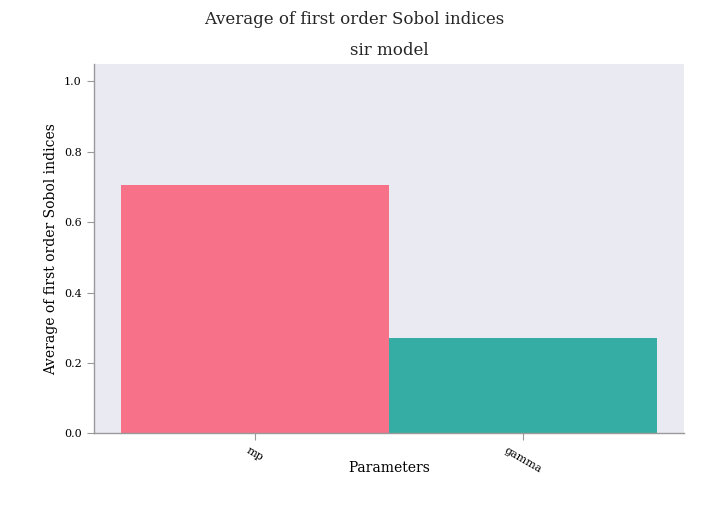 Average of first order Sobol indices
sir model
1.0
0.8
0.6
0.4
0.2
0.0
Average of first order Sobol indices
mp
gamma
Parameters